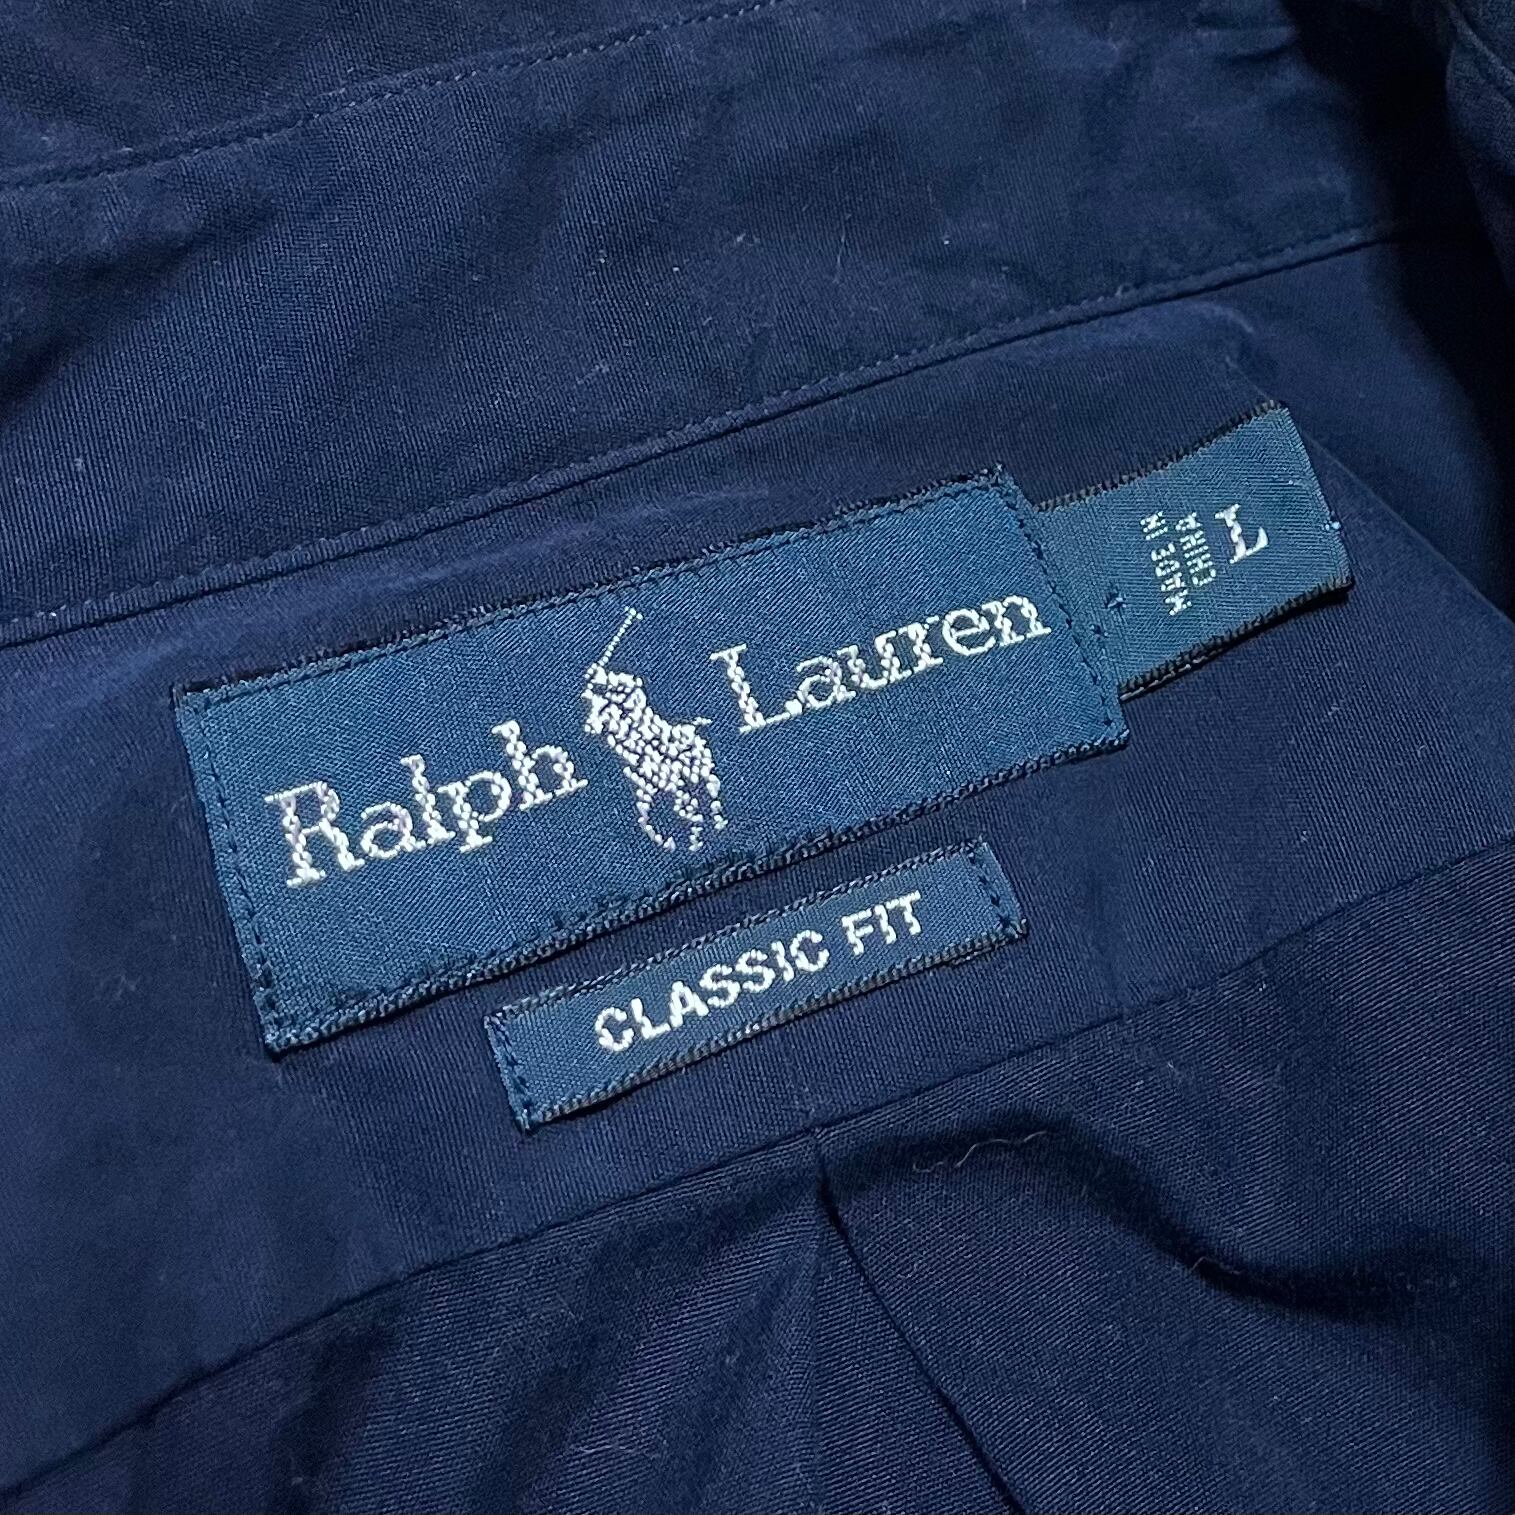 Ralph Lauren
MADE IN
CHINA
L
CLASSIC FIT